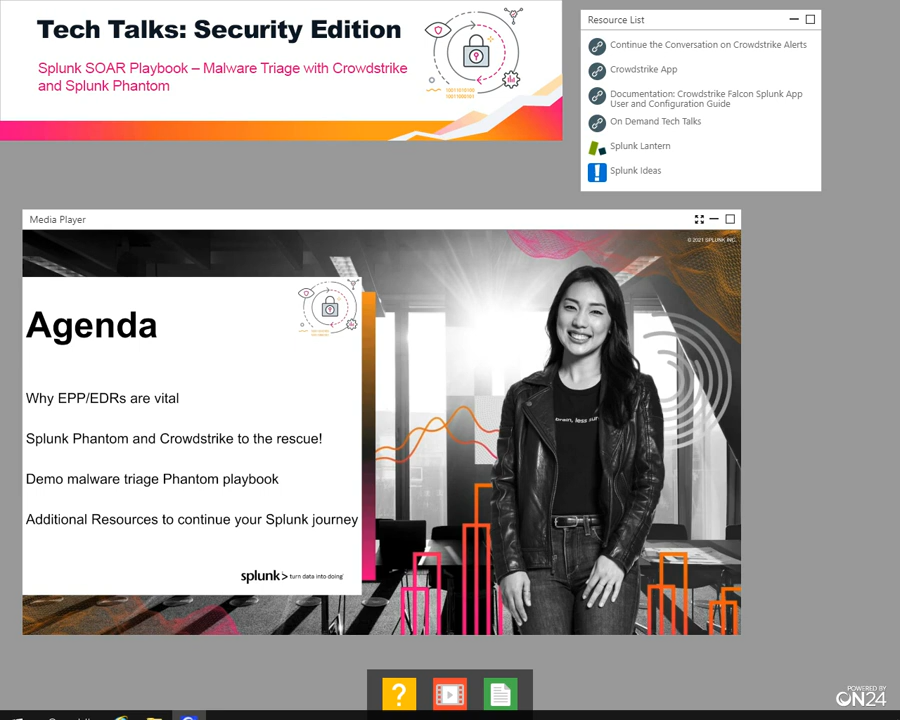 Tech Talks: Security Edition
Splunk SOAR Playbook – Malware Triage with Crowdstrike
and Splunk Phantom
Resource List
Continue the Conversation on Crowdstrike Alerts
Crowdstrike App
Documentation: Crowdstrike Falcon Splunk App
User and Configuration Guide
On Demand Tech Talks
Splunk Lantern
Splunk Ideas
Media Player
© 2021 SPLUNK INC.
Agenda
Why EPP/EDRs are vital
Splunk Phantom and Crowdstrike to the rescue!
Demo malware triage Phantom playbook
Additional Resources to continue your Splunk journey
splunk> turn data into doing
POWERED BY
ON24